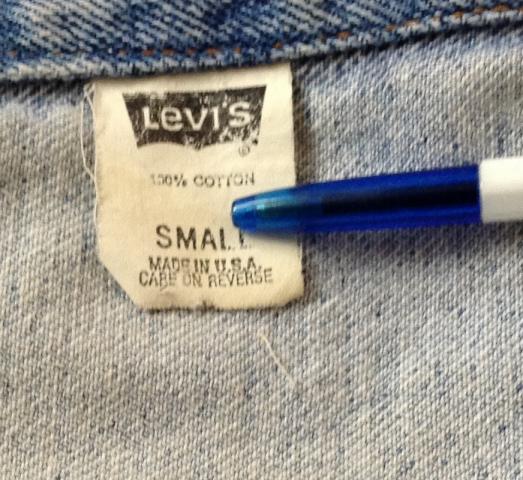 Levi's
®
100% COTTON
SMALL
MADE IN U.S.A.
CARE ON REVERSE